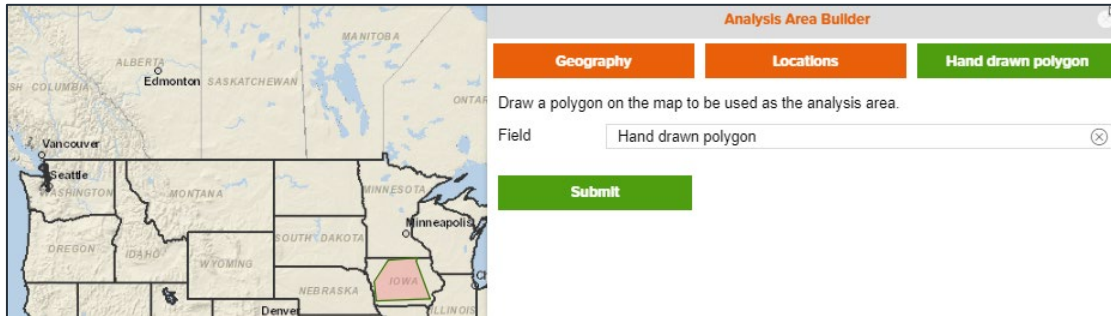 MANITOBA
ALBERTA
Edmonton
SASKATCHEWAN
SH COLUMBIA
ONTAR
Vancouver
Seattle
WASHINGTON
MONTANA
MINNESOTA
Minneapolis
OREGON
IDAHO
SOUTH DAKOTA
WYOMING
IOWA
NEBRASKA
Denver
ILLINOIS
Analysis Area Builder
Geography
Locations
Hand drawn polygon
Draw a polygon on the map to be used as the analysis area.
Field
Hand drawn polygon
Submit